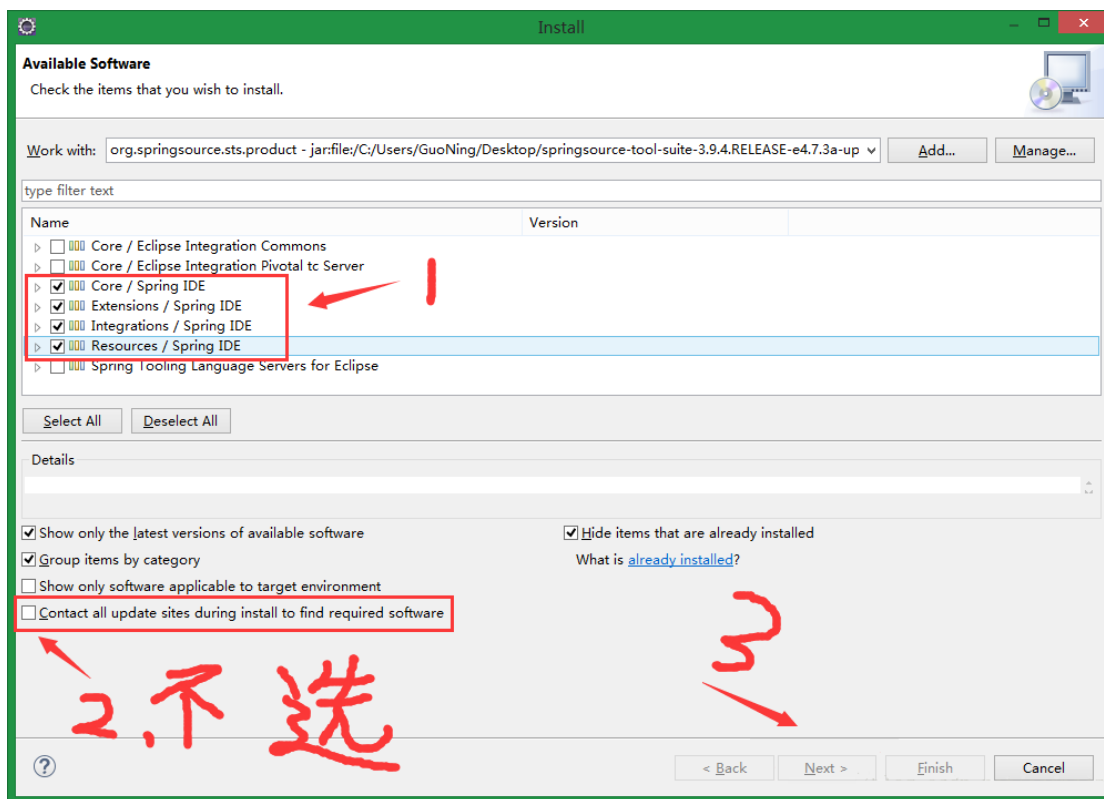 Install
Available Software
Check the items that you wish to install.
Work with: org.springsource.sts.product - jar:file:/C:/Users/GuoNing/Desktop/springsource-tool-suite-3.9.4.RELEASE-e4.7.3a-up Add... Manage...
type filter text
Name Version
Core / Eclipse Integration Commons
Core / Eclipse Integration Pivotal tc Server
Core / Spring IDE
Extensions / Spring IDE
Integrations / Spring IDE
Resources / Spring IDE
Spring Tooling Language Servers for Eclipse
1
Select All Deselect All
Details
Show only the latest versions of available software Hide items that are already installed
Group items by category What is already installed?
Show only software applicable to target environment
Contact all update sites during install to find required software
2、不选
3
? < Back Next > Finish Cancel